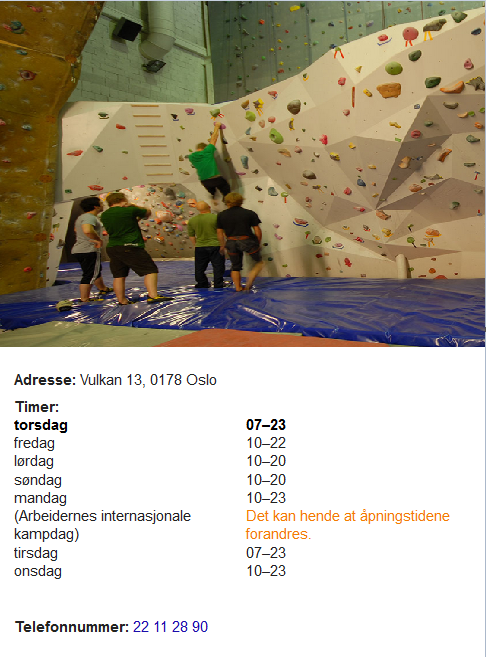 Adresse: Vulkan 13, 0178 Oslo
Timer:
torsdag 07–23
fredag 10–22
lørdag 10–20
søndag 10–20
mandag 10–23
(Arbeidernes internasjonale Det kan hende at åpningstidene
kampdag) forandres.
tirsdag 07–23
onsdag 10–23
Telefonnummer: 22 11 28 90